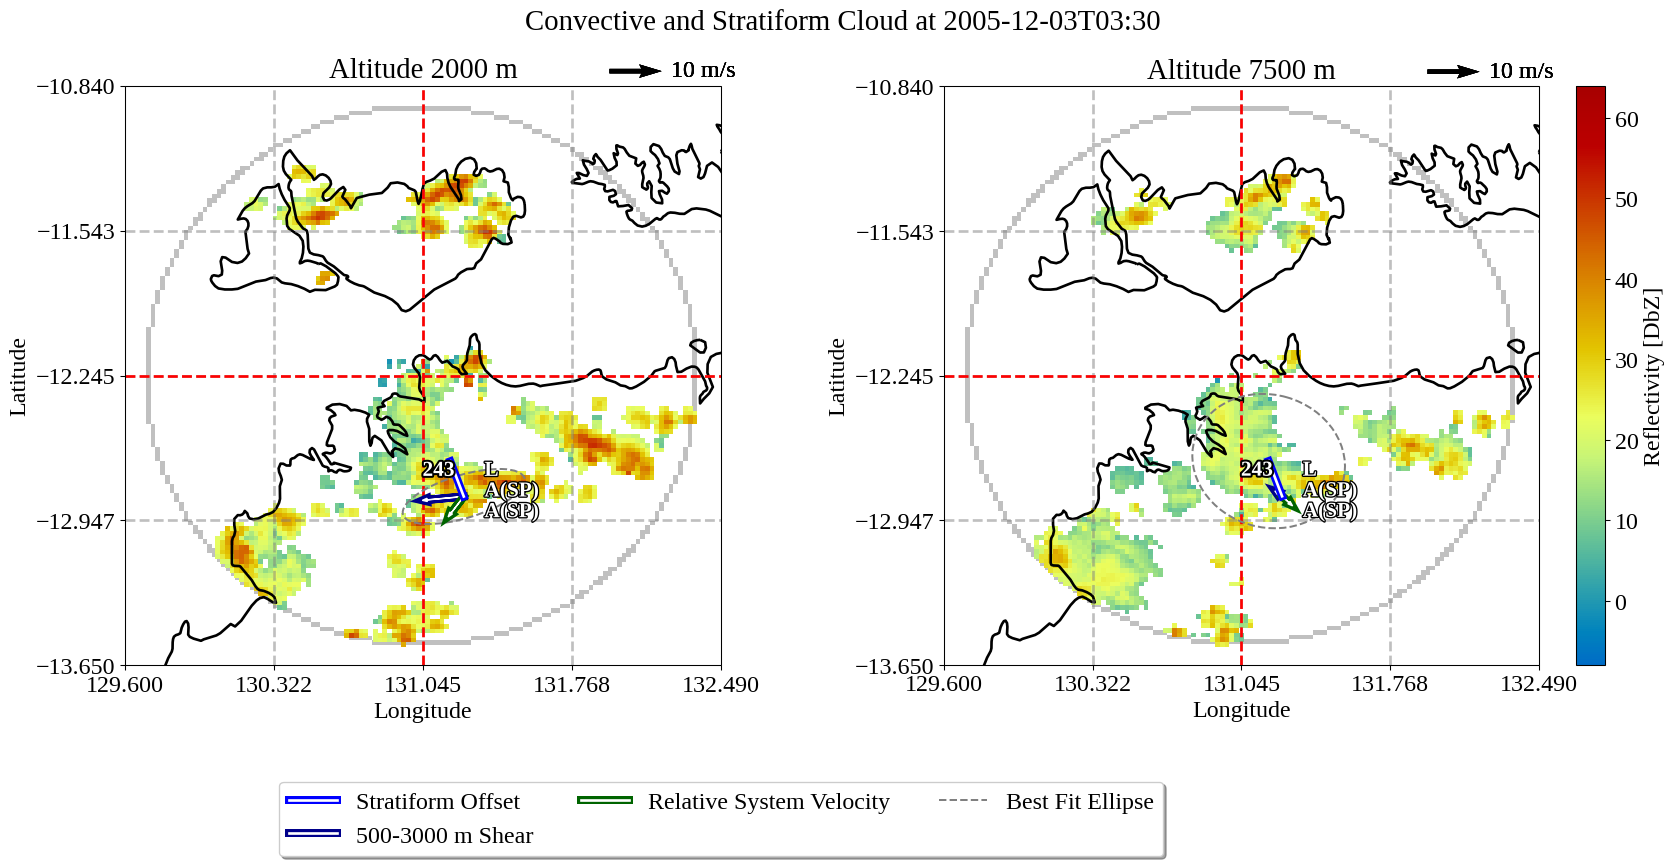 Convective and Stratiform Cloud at 2005-12-03T03:30
Altitude 2000 m
10 m/s
−10.840
−11.543
−12.245
−12.947
−13.650
Latitude
243
L
A(SP)
A(SP)
129.600
130.322
131.045
131.768
132.490
Longitude
Altitude 7500 m
10 m/s
−10.840
−11.543
−12.245
−12.947
−13.650
Latitude
243
L
A(SP)
A(SP)
129.600
130.322
131.045
131.768
132.490
Longitude
60
50
40
30
20
10
0
Reflectivity [DbZ]
Stratiform Offset
500-3000 m Shear
Relative System Velocity
Best Fit Ellipse